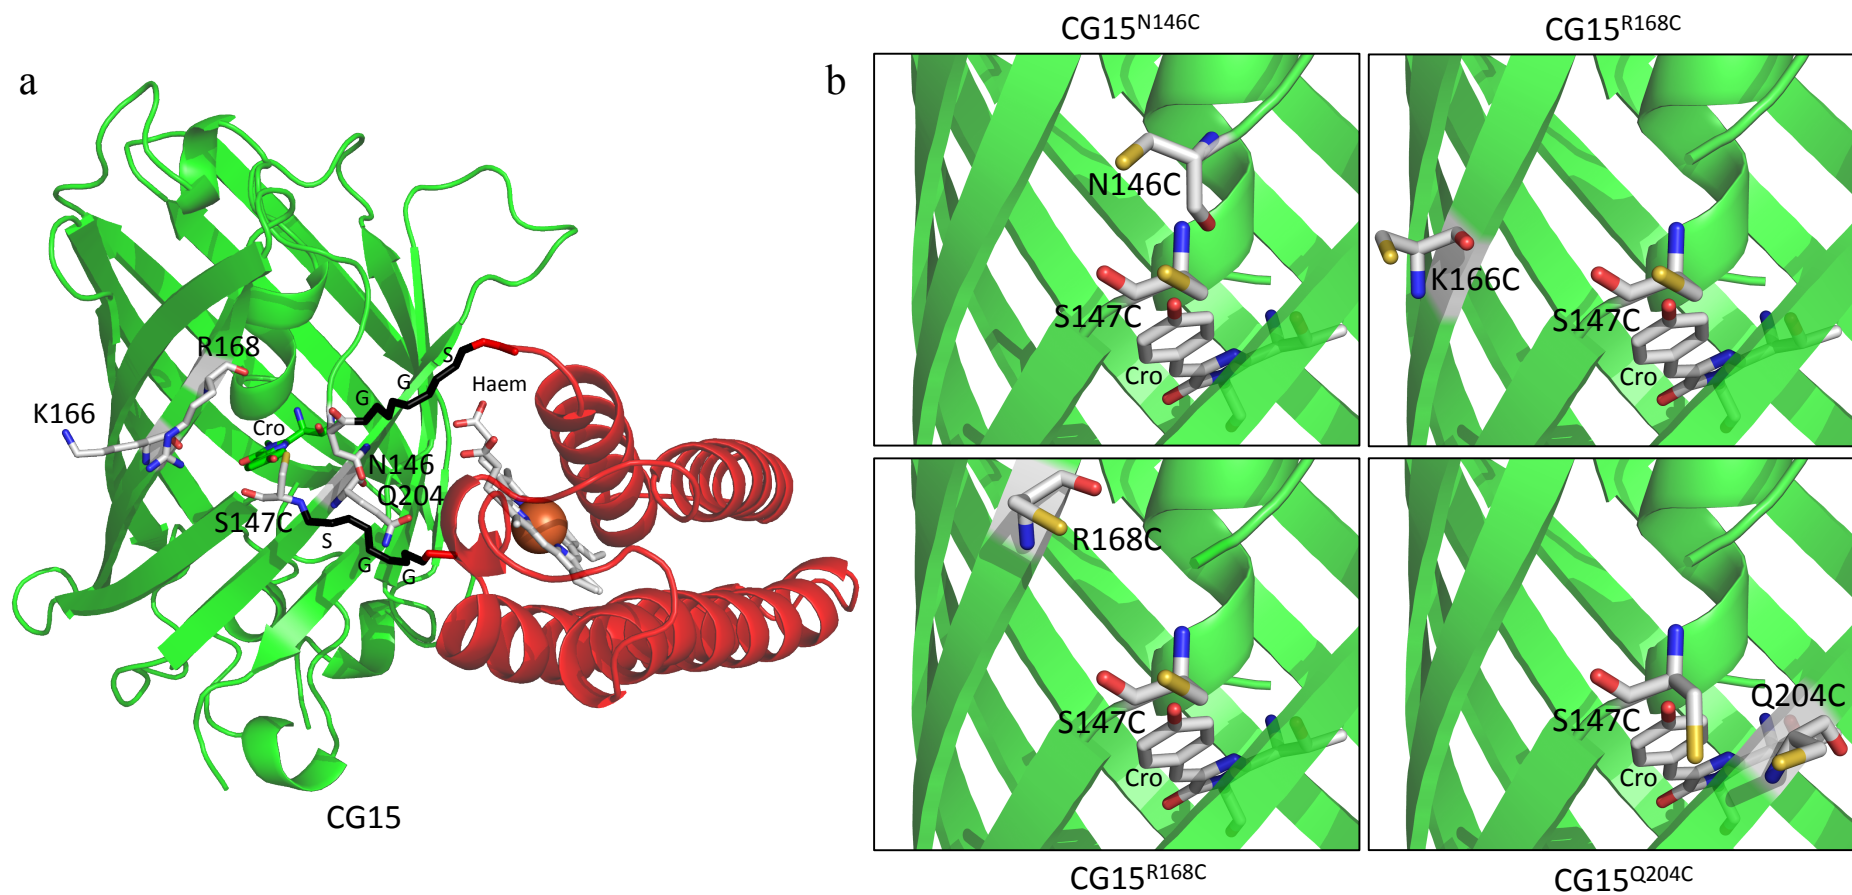 a
R168
K166
Cro
N146
Q204
S147C
G
G
S
S
G
G
Haem
CG15
b
CG15N146C
N146C
S147C
Cro
CG15R168C
K166C
S147C
Cro
R168C
S147C
Cro
CG15R168C
Q204C
S147C
Cro
CG15Q204C